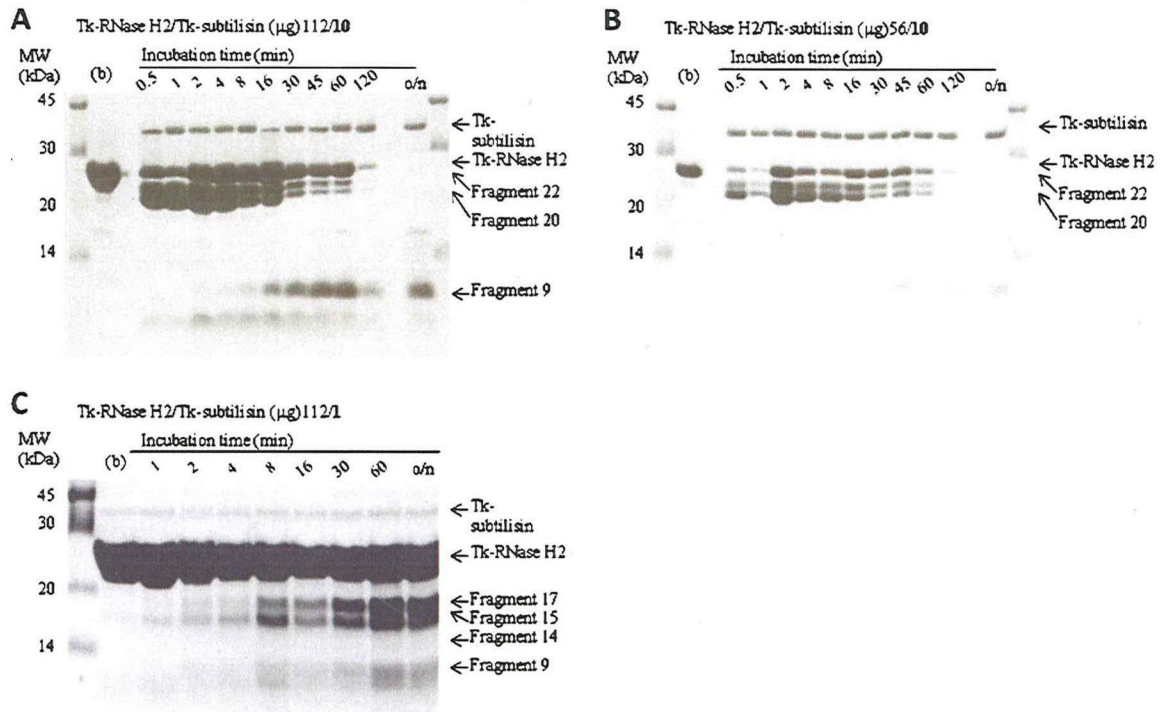 A
Tk-RNase H2/Tk-subtilisin (µg)112/10
MW
(kDa)
Incubation time (min)
(b) 0.5 1 2 4 8 16 30 45 60 120 o/n
45
30
20
14
Tk-
subtilisin
Tk-RNase H2
Fragment 22
Fragment 20
Fragment 9
B
Tk-RNase H2/Tk-subtilisin (µg)56/10
MW
(kDa)
Incubation time (min)
(b) 0.5 1 2 4 8 16 30 45 60 120 o/n
45
30
20
14
Tk-subtilisin
Tk-RNase H2
Fragment 22
Fragment 20
C
Tk-RNase H2/Tk-subtilisin (µg)112/1
MW
(kDa)
Incubation time (min)
(b) 1 2 4 8 16 30 60 o/n
45
30
20
14
Tk-
subtilisin
Tk-RNase H2
Fragment 17
Fragment 15
Fragment 14
Fragment 9